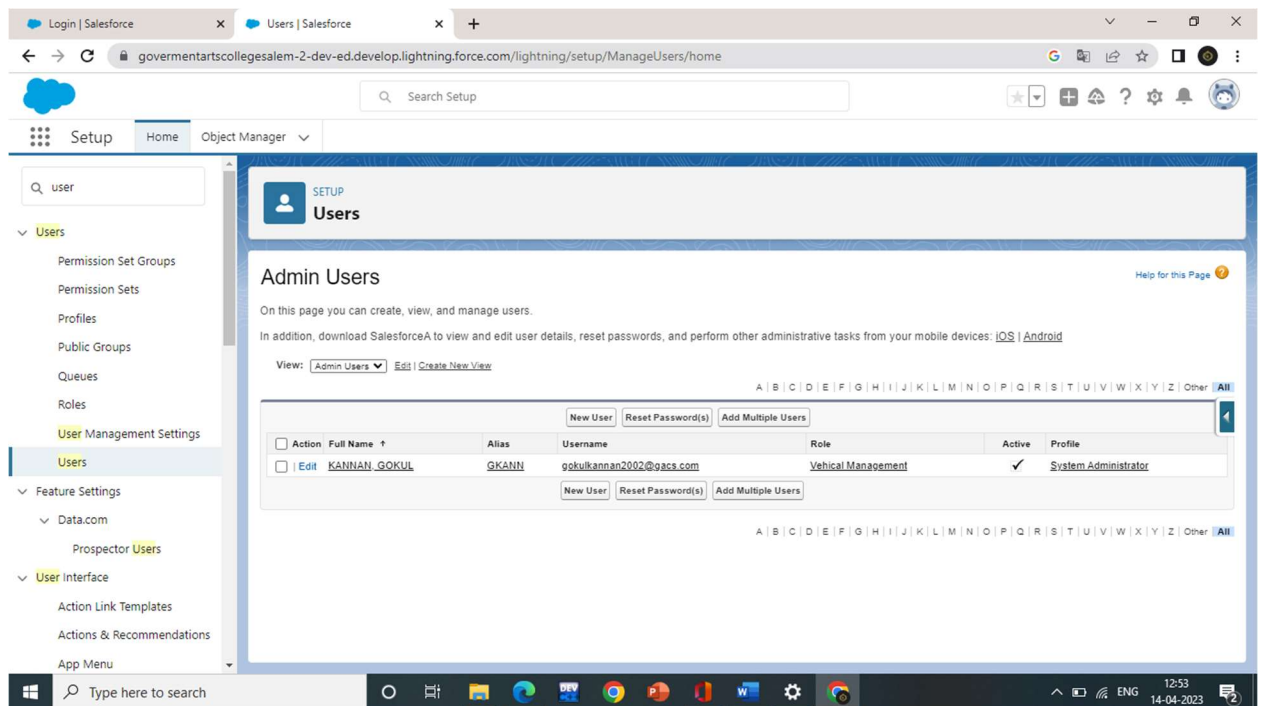 Login | Salesforce
Users | Salesforce
govermentartscollegesalem-2-dev-ed.develop.lightning.force.com/lightning/setup/ManageUsers/home
Search Setup
Setup Home Object Manager
user
Users
Permission Set Groups
Permission Sets
Profiles
Public Groups
Queues
Roles
User Management Settings
Users
Feature Settings
Data.com
Prospector Users
User Interface
Action Link Templates
Actions & Recommendations
App Menu
SETUP
Users
Admin Users
Help for this Page
On this page you can create, view, and manage users.
In addition, download SalesforceA to view and edit user details, reset passwords, and perform other administrative tasks from your mobile devices: iOS | Android
View: Admin Users Edit | Create New View
A | B | C | D | E | F | G | H | I | J | K | L | M | N | O | P | Q | R | S | T | U | V | W | X | Y | Z | Other All
New User Reset Password(s) Add Multiple Users
Action Full Name ↑ Alias Username Role Active Profile
| Edit KANNAN, GOKUL GKANN gokulkannan2002@gacs.com Vehical Management ✓ System Administrator
New User Reset Password(s) Add Multiple Users
A | B | C | D | E | F | G | H | I | J | K | L | M | N | O | P | Q | R | S | T | U | V | W | X | Y | Z | Other All
Type here to search
DEV
ENG
12:53
14-04-2023
2